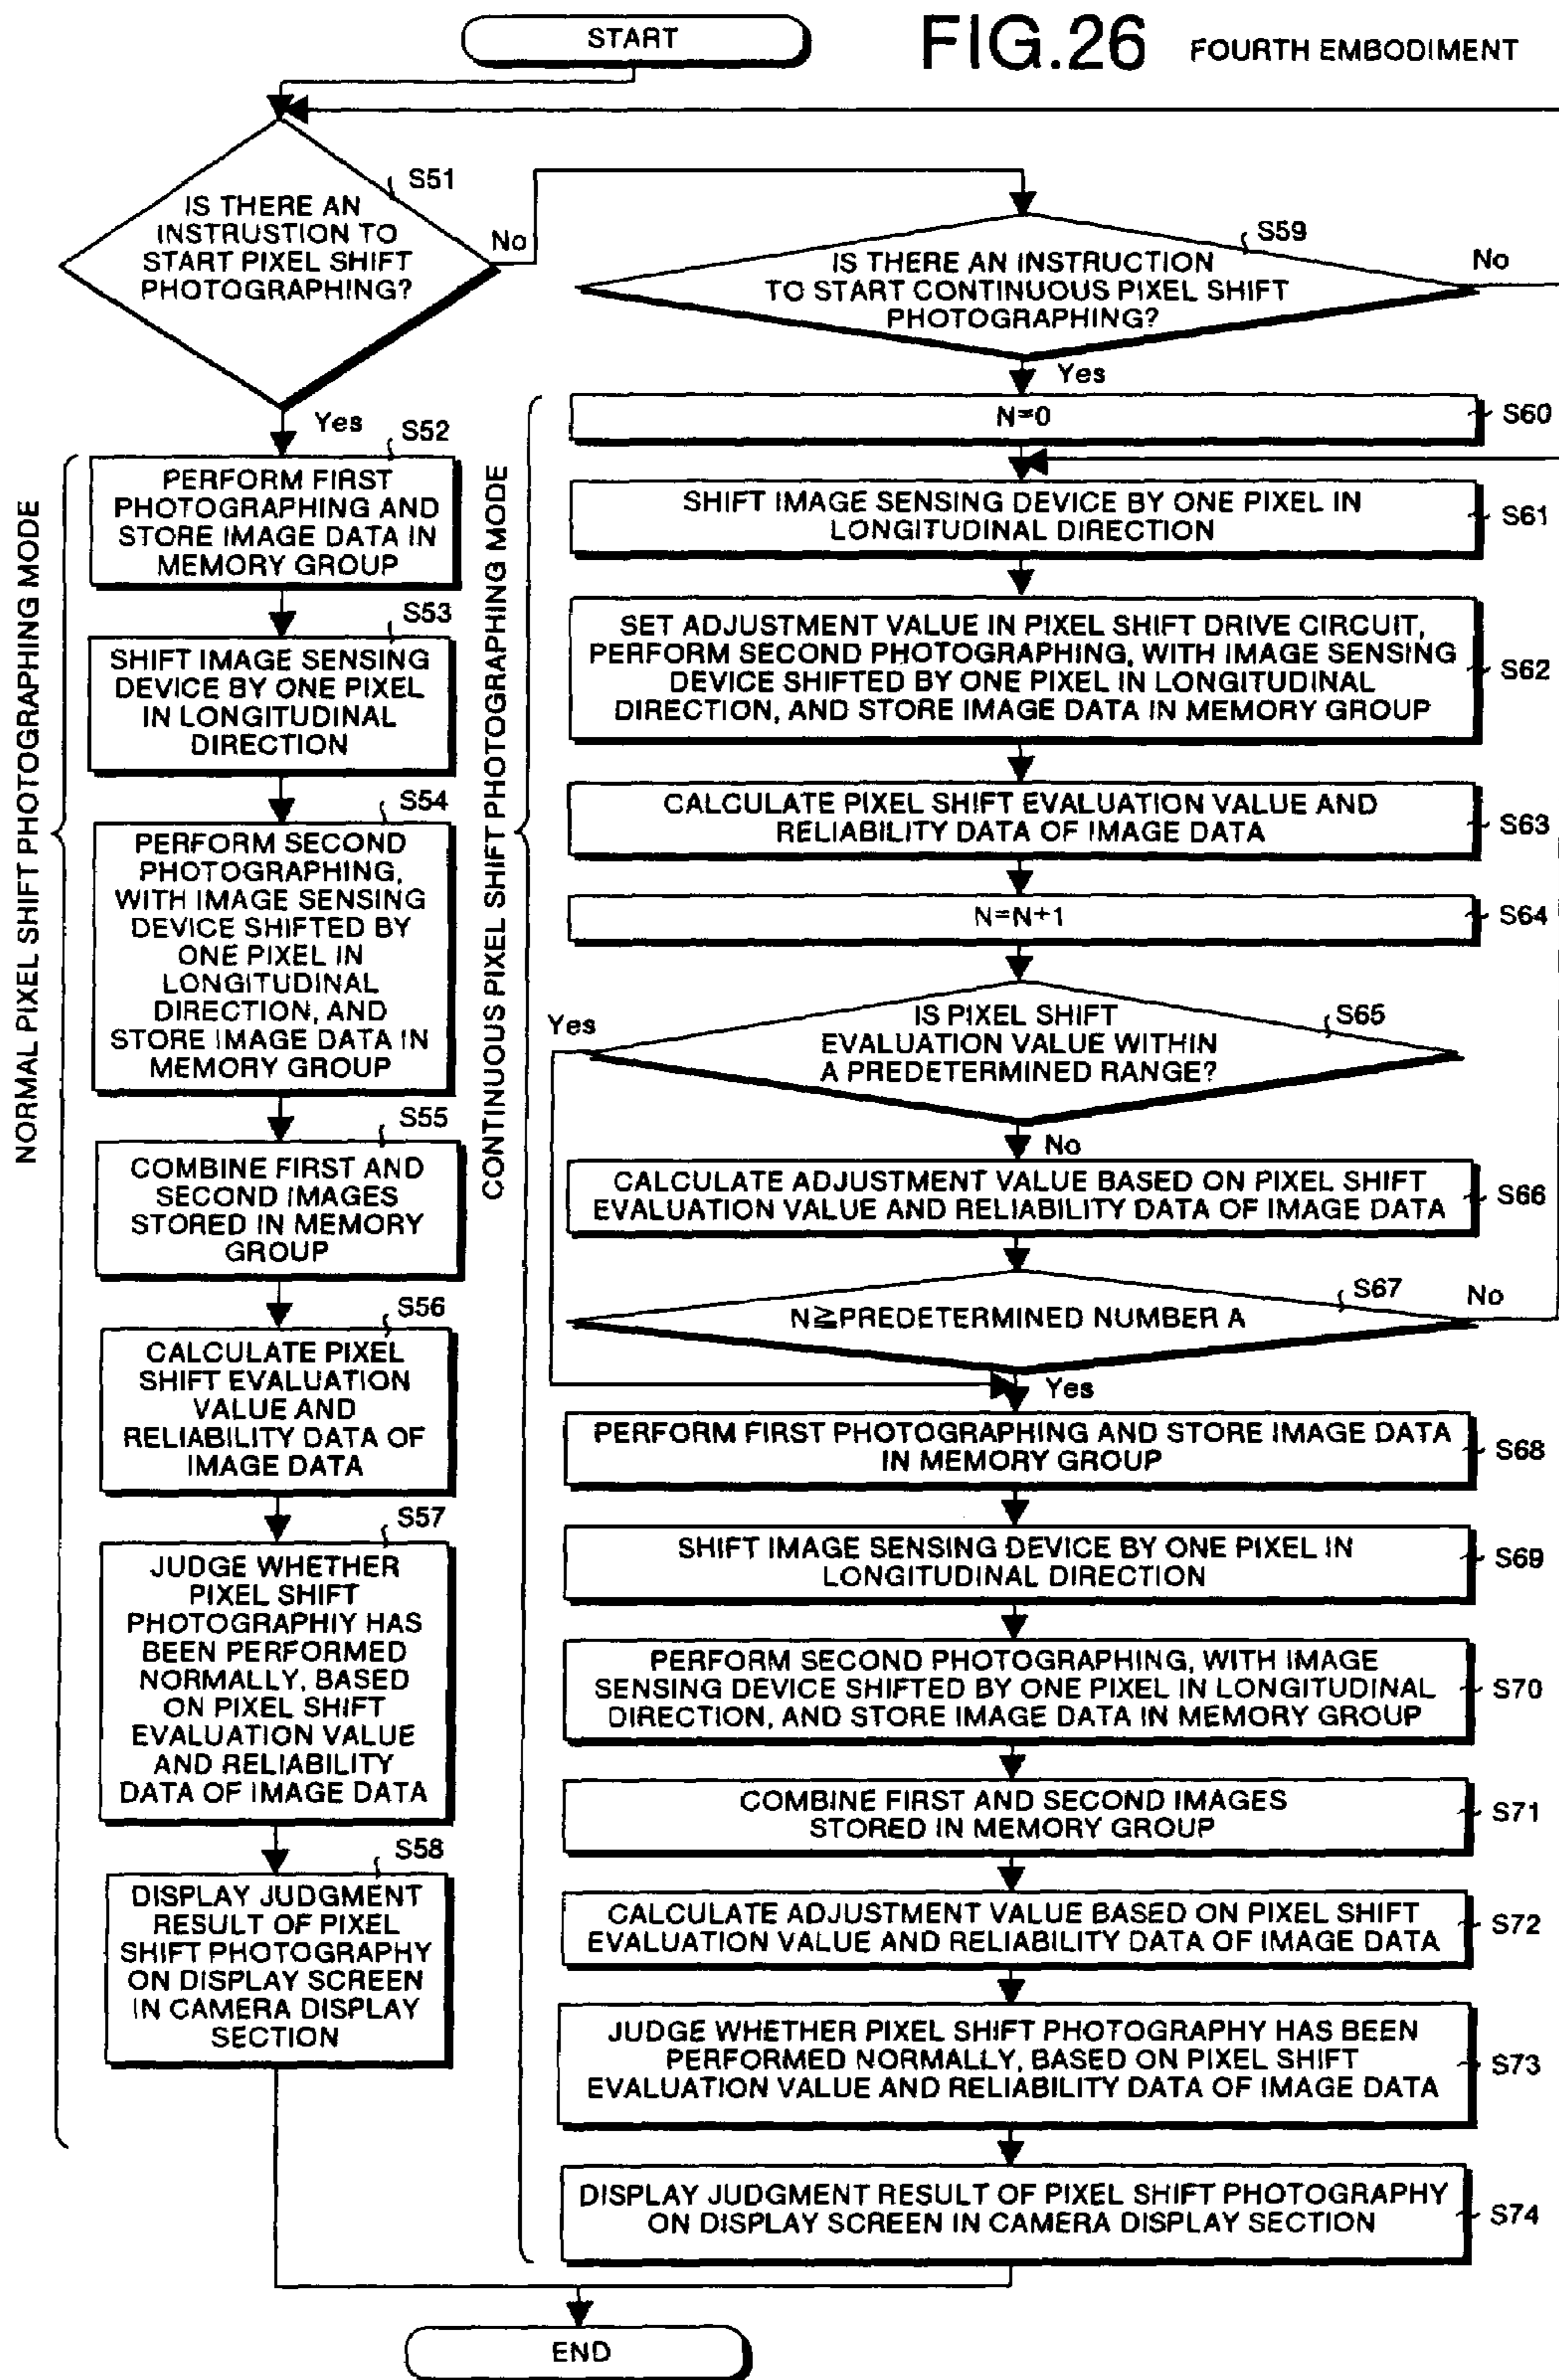 START
FIG.26 FOURTH EMBODIMENT
S51
IS THERE AN
INSTRUSTION TO
START PIXEL SHIFT
PHOTOGRAPHING?
No
Yes
S59
IS THERE AN INSTRUCTION
TO START CONTINUOUS PIXEL SHIFT
PHOTOGRAPHING?
No
Yes
NORMAL PIXEL SHIFT PHOTOGRAPHING MODE
S52
PERFORM FIRST
PHOTOGRAPHING AND
STORE IMAGE DATA IN
MEMORY GROUP
S53
SHIFT IMAGE SENSING
DEVICE BY ONE PIXEL
IN LONGITUDINAL
DIRECTION
S54
PERFORM SECOND
PHOTOGRAPHING,
WITH IMAGE SENSING
DEVICE SHIFTED BY
ONE PIXEL IN
LONGITUDINAL
DIRECTION, AND
STORE IMAGE DATA IN
MEMORY GROUP
S55
COMBINE FIRST AND
SECOND IMAGES
STORED IN MEMORY
GROUP
S56
CALCULATE PIXEL
SHIFT EVALUATION
VALUE AND
RELIABILITY DATA OF
IMAGE DATA
S57
JUDGE WHETHER
PIXEL SHIFT
PHOTOGRAPHIY HAS
BEEN PERFORMED
NORMALLY, BASED
ON PIXEL SHIFT
EVALUATION VALUE
AND RELIABILITY
DATA OF IMAGE DATA
S58
DISPLAY JUDGMENT
RESULT OF PIXEL
SHIFT PHOTOGRAPHY
ON DISPLAY SCREEN
IN CAMERA DISPLAY
SECTION
CONTINUOUS PIXEL SHIFT PHOTOGRAPHING MODE
N=0
S60
SHIFT IMAGE SENSING DEVICE BY ONE PIXEL IN
LONGITUDINAL DIRECTION
S61
SET ADJUSTMENT VALUE IN PIXEL SHIFT DRIVE CIRCUIT,
PERFORM SECOND PHOTOGRAPHING, WITH IMAGE SENSING
DEVICE SHIFTED BY ONE PIXEL IN LONGITUDINAL
DIRECTION, AND STORE IMAGE DATA IN MEMORY GROUP
S62
CALCULATE PIXEL SHIFT EVALUATION VALUE AND
RELIABILITY DATA OF IMAGE DATA
S63
N=N+1
S64
Yes
IS PIXEL SHIFT
EVALUATION VALUE WITHIN
A PREDETERMINED RANGE?
S65
No
CALCULATE ADJUSTMENT VALUE BASED ON PIXEL SHIFT
EVALUATION VALUE AND RELIABILITY DATA OF IMAGE DATA
S66
N≧PREDETERMINED NUMBER A
S67
No
Yes
PERFORM FIRST PHOTOGRAPHING AND STORE IMAGE DATA
IN MEMORY GROUP
S68
SHIFT IMAGE SENSING DEVICE BY ONE PIXEL IN
LONGITUDINAL DIRECTION
S69
PERFORM SECOND PHOTOGRAPHING, WITH IMAGE
SENSING DEVICE SHIFTED BY ONE PIXEL IN LONGITUDINAL
DIRECTION, AND STORE IMAGE DATA IN MEMORY GROUP
S70
COMBINE FIRST AND SECOND IMAGES
STORED IN MEMORY GROUP
S71
CALCULATE ADJUSTMENT VALUE BASED ON PIXEL SHIFT
EVALUATION VALUE AND RELIABILITY DATA OF IMAGE DATA
S72
JUDGE WHETHER PIXEL SHIFT PHOTOGRAPHY HAS BEEN
PERFORMED NORMALLY, BASED ON PIXEL SHIFT
EVALUATION VALUE AND RELIABILITY DATA OF IMAGE DATA
S73
DISPLAY JUDGMENT RESULT OF PIXEL SHIFT PHOTOGRAPHY
ON DISPLAY SCREEN IN CAMERA DISPLAY SECTION
S74
END